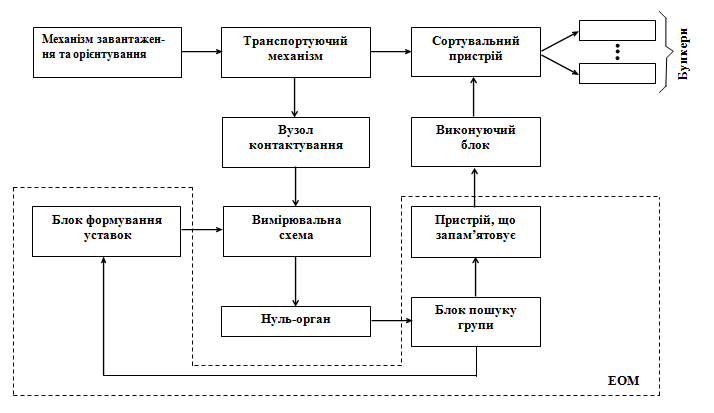 Механізм завантажен-
ня та орієнтування
Транспортуючий
механізм
Сортувальний
пристрій
Бункери
Вузол
контактування
Виконуючий
блок
Блок формування
уставок
Вимірювальна
схема
Пристрій, що
запам’ятовує
Нуль-орган
Блок пошуку
групи
ЕОМ